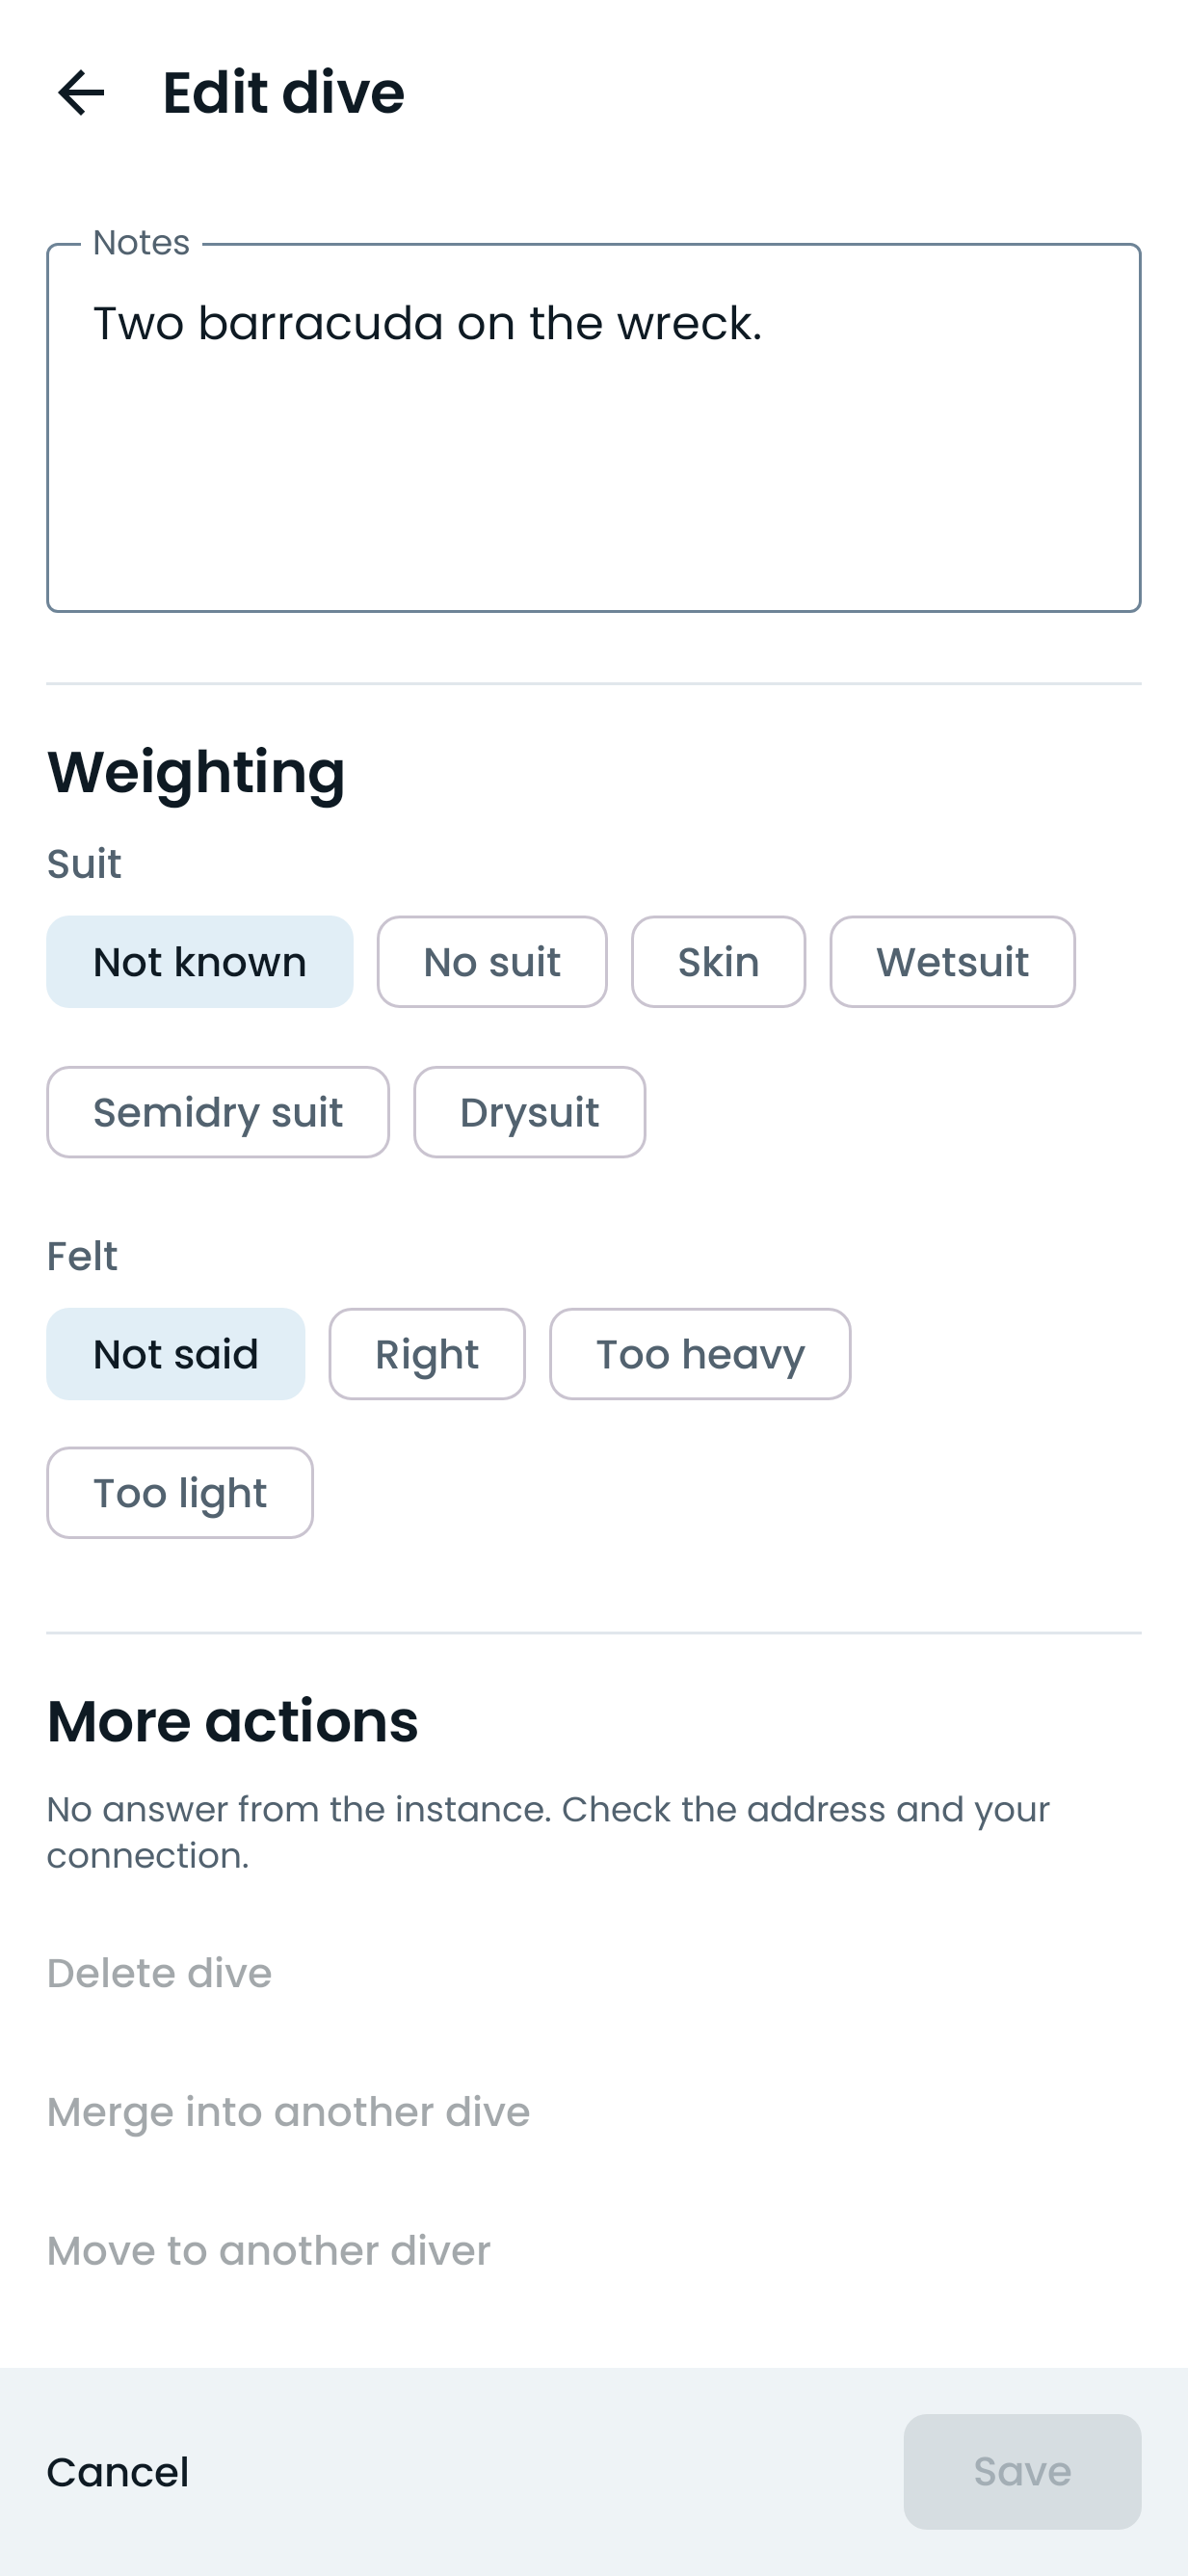 Edit dive
Notes
Two barracuda on the wreck.
Weighting
Suit
Not known
No suit
Skin
Wetsuit
Semidry suit
Drysuit
Felt
Not said
Right
Too heavy
Too light
More actions
No answer from the instance. Check the address and your
connection.
Delete dive
Merge into another dive
Move to another diver
Cancel
Save